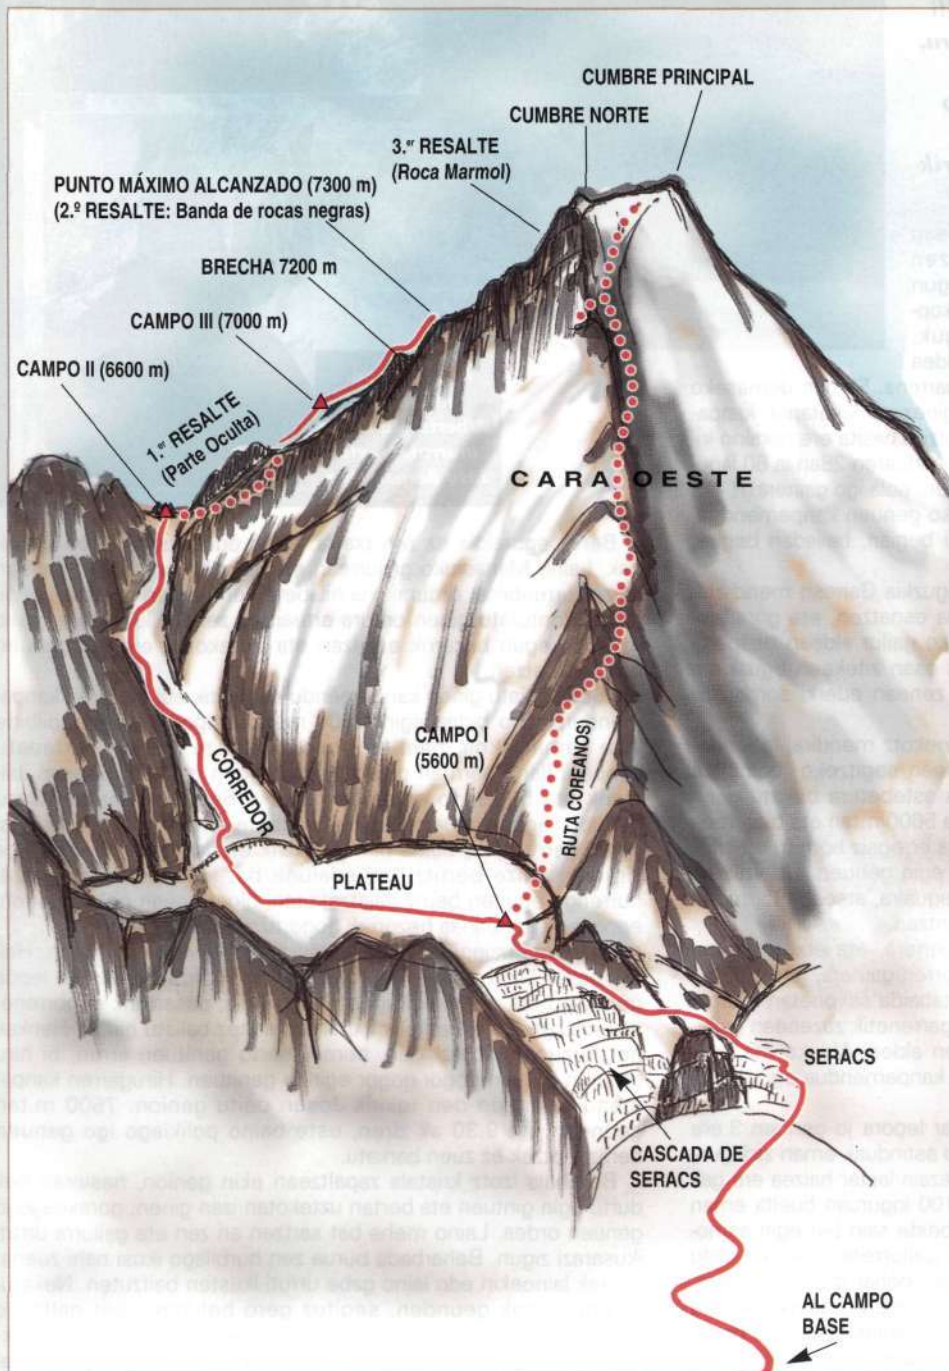 CUMBRE PRINCIPAL
CUMBRE NORTE
3.er RESALTE
(Roca Marmol)
PUNTO MÁXIMO ALCANZADO (7300 m)
(2.º RESALTE: Banda de rocas negras)
BRECHA 7200 m
CAMPO III (7000 m)
CAMPO II (6600 m)
1.er RESALTE
(Parte Oculta)
CARA OESTE
CAMPO I
(5600 m)
RUTA COREANOS)
CORREDOR
PLATEAU
SERACS
CASCADA DE
SERACS
AL CAMPO
BASE